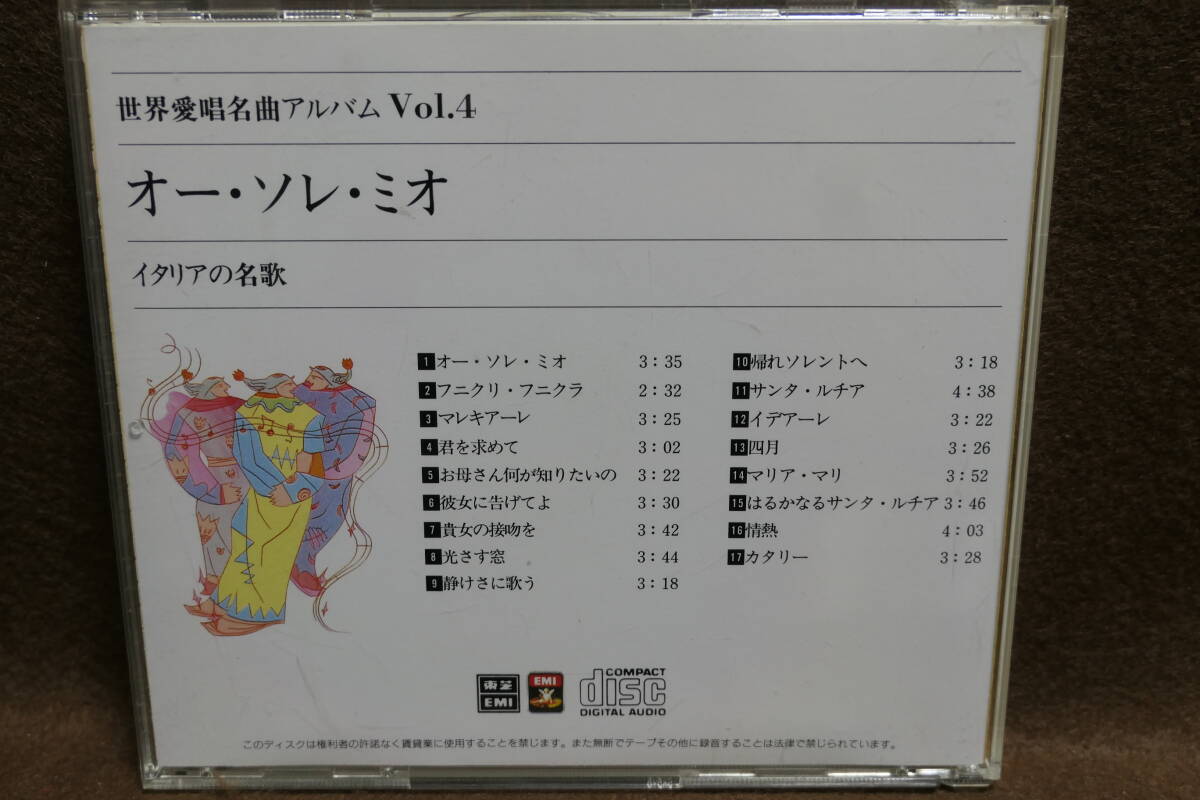 世界愛唱名曲アルバム Vol.4
オー・ソレ・ミオ
イタリアの名歌
1 オー・ソレ・ミオ 3：35
2 フニクリ・フニクラ 2：32
3 マレキアーレ 3：25
4 君を求めて 3：02
5 お母さん何が知りたいの 3：22
6 彼女に告げてよ 3：30
7 貴女の接吻を 3：42
8 光さす窓 3：44
9 静けさに歌う 3：18
10 帰れソレントへ 3：18
11 サンタ・ルチア 4：38
12 イデアーレ 3：22
13 四月 3：26
14 マリア・マリ 3：52
15 はるかなるサンタ・ルチア 3：46
16 情熱 4：03
17 カタリー 3：28
東芝
EMI
EMI
COMPACT
disc
DIGITAL AUDIO
このディスクは権利者の許諾なく賃貸業に使用することを禁じます。また無断でテープその他に録音することは法律で禁じられています。